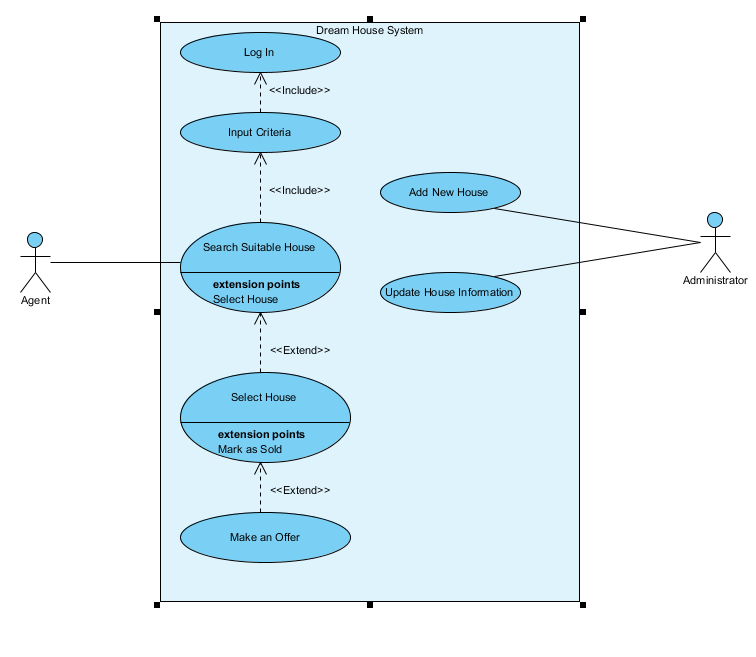 Dream House System
Log In
<<Include>>
Input Criteria
<<Include>>
Add New House
Search Suitable House
extension points
Select House
Agent
Administrator
Update House Information
<<Extend>>
Select House
extension points
Mark as Sold
<<Extend>>
Make an Offer